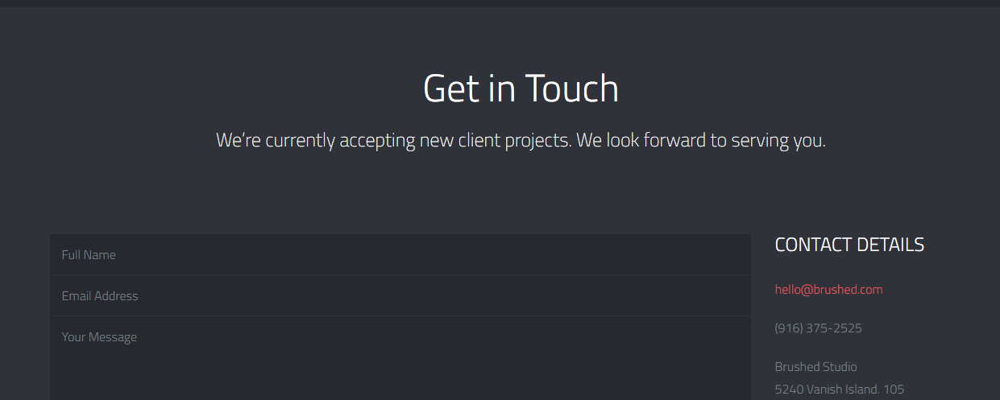 Get in Touch
We’re currently accepting new client projects. We look forward to serving you.
Full Name
Email Address
Your Message
CONTACT DETAILS
hello@brushed.com
(916) 375-2525
Brushed Studio
5240 Vanish Island. 105